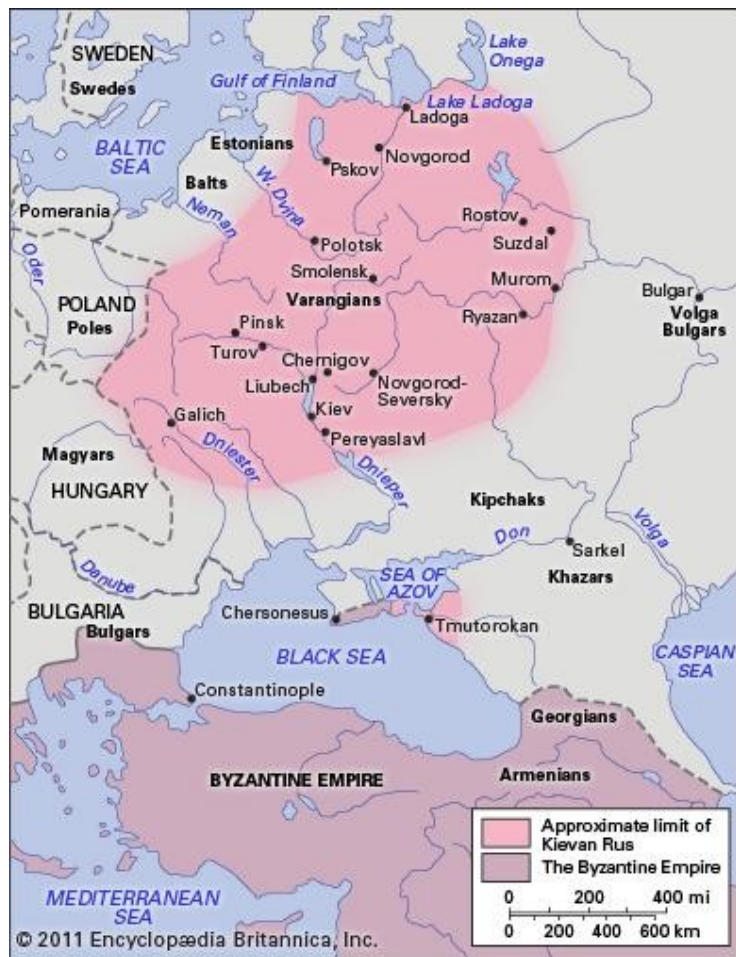 SWEDEN
Swedes
Lake
Onega
Gulf of Finland
Lake Ladoga
Ladoga
BALTIC
SEA
Estonians
Novgorod
Pskov
Balts
W. Dvina
Pomerania
Neman
Rostov
Suzdal
Oder
Polotsk
Smolensk
Murom
Bulgar
POLAND
Poles
Varangians
Ryazan
Volga
Bulgars
Pinsk
Turov
Chernigov
Liubech
Novgorod-
Seversky
Galich
Kiev
Pereyaslavl
Magyars
Dniester
Dnieper
HUNGARY
Kipchaks
Don
Volga
Sarkel
Danube
SEA OF
AZOV
Khazars
BULGARIA
Bulgars
Chersonesus
Tmutorokan
BLACK SEA
CASPIAN
SEA
Constantinople
Georgians
BYZANTINE EMPIRE
Armenians
Approximate limit of
Kievan Rus
The Byzantine Empire
MEDITERRANEAN
SEA
0 200 400 mi
0 200 400 600 km
© 2011 Encyclopædia Britannica, Inc.